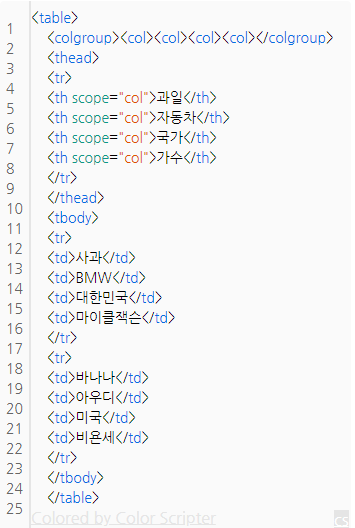 1 <table>
2 <colgroup><col><col><col><col></colgroup>
3 <thead>
4 <tr>
5 <th scope="col">과일</th>
6 <th scope="col">자동차</th>
7 <th scope="col">국가</th>
8 <th scope="col">가수</th>
9 </tr>
10 </thead>
11 <tbody>
12 <tr>
13 <td>사과</td>
14 <td>BMW</td>
15 <td>대한민국</td>
16 <td>마이클잭슨</td>
17 </tr>
18 <tr>
19 <td>바나나</td>
20 <td>아우디</td>
21 <td>미국</td>
22 <td>비욘세</td>
23 </tr>
24 </tbody>
25 </table>
Colored by Color Scripter
cs